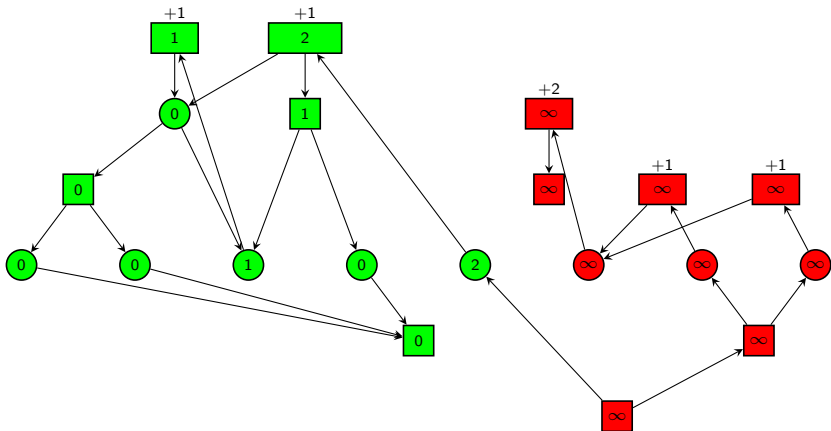 +1 +1
1 2
+2
0 1 ∞
+1 +1
0 ∞ ∞ ∞
0 0 1 0 2 ∞ ∞ ∞
0 ∞
∞